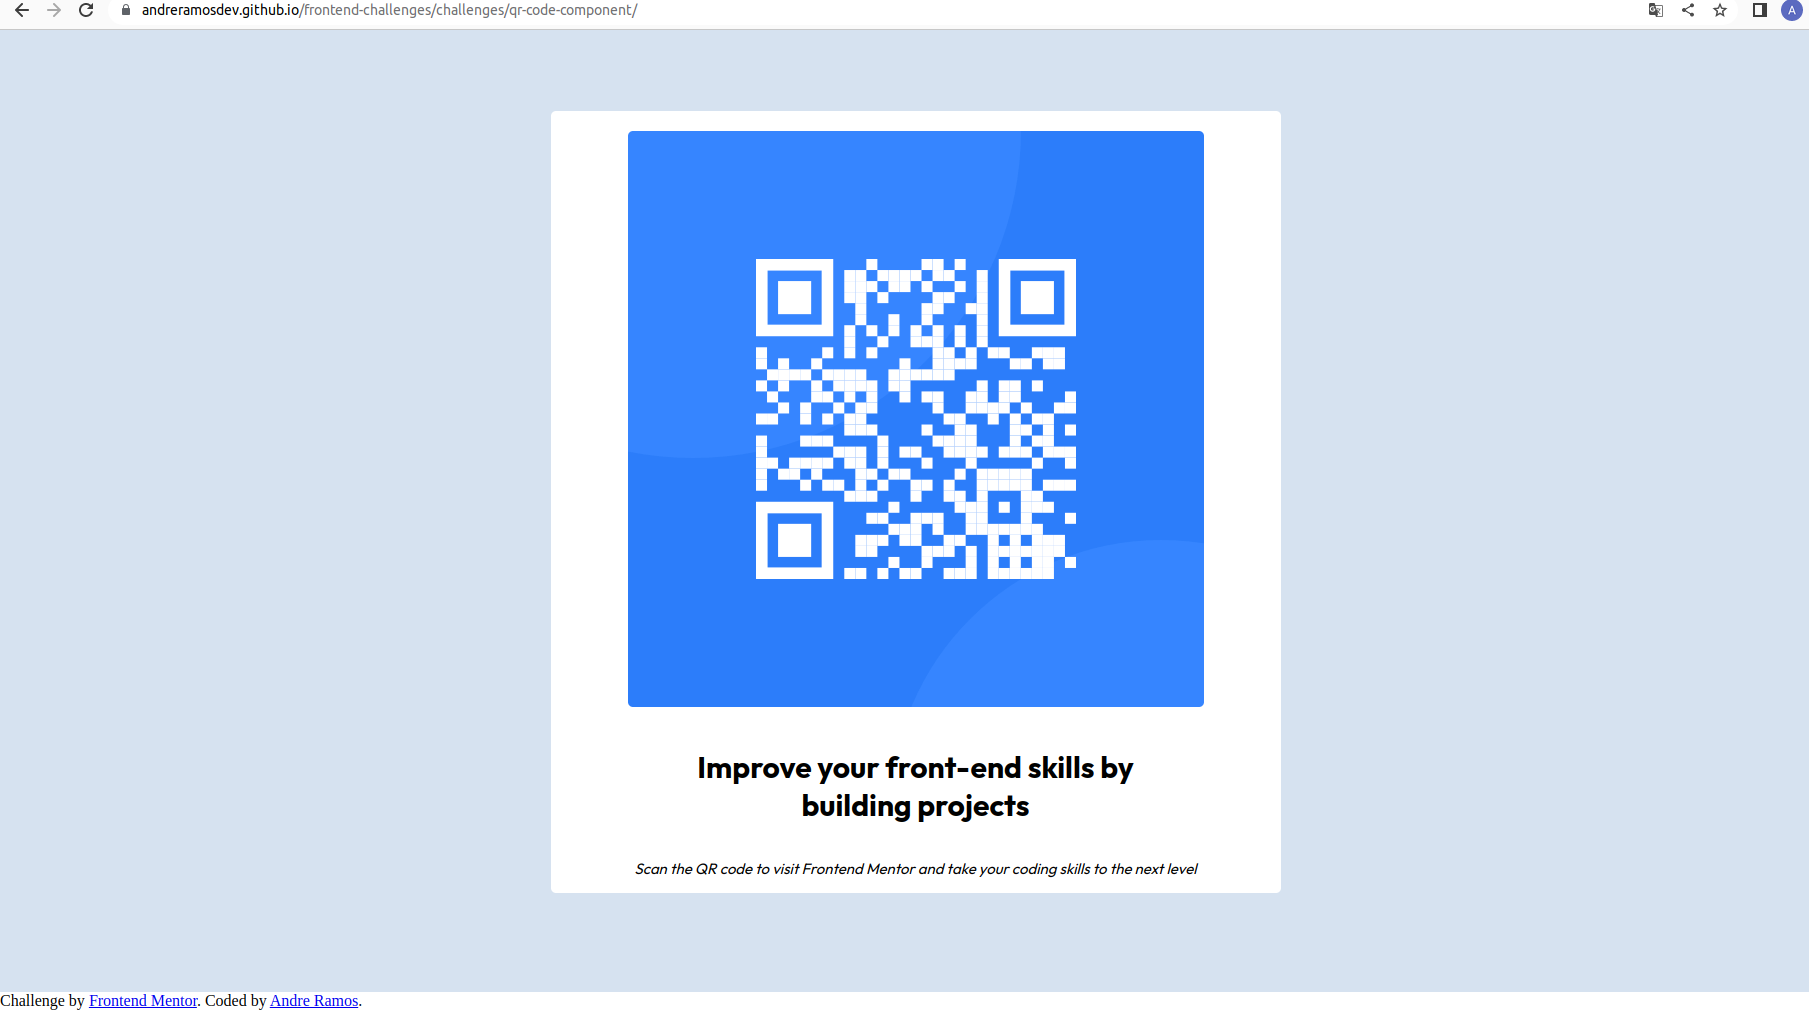 andreramosdev.github.io/frontend-challenges/challenges/qr-code-component/
A
Improve your front-end skills by
building projects
Scan the QR code to visit Frontend Mentor and take your coding skills to the next level
Challenge by Frontend Mentor. Coded by Andre Ramos.